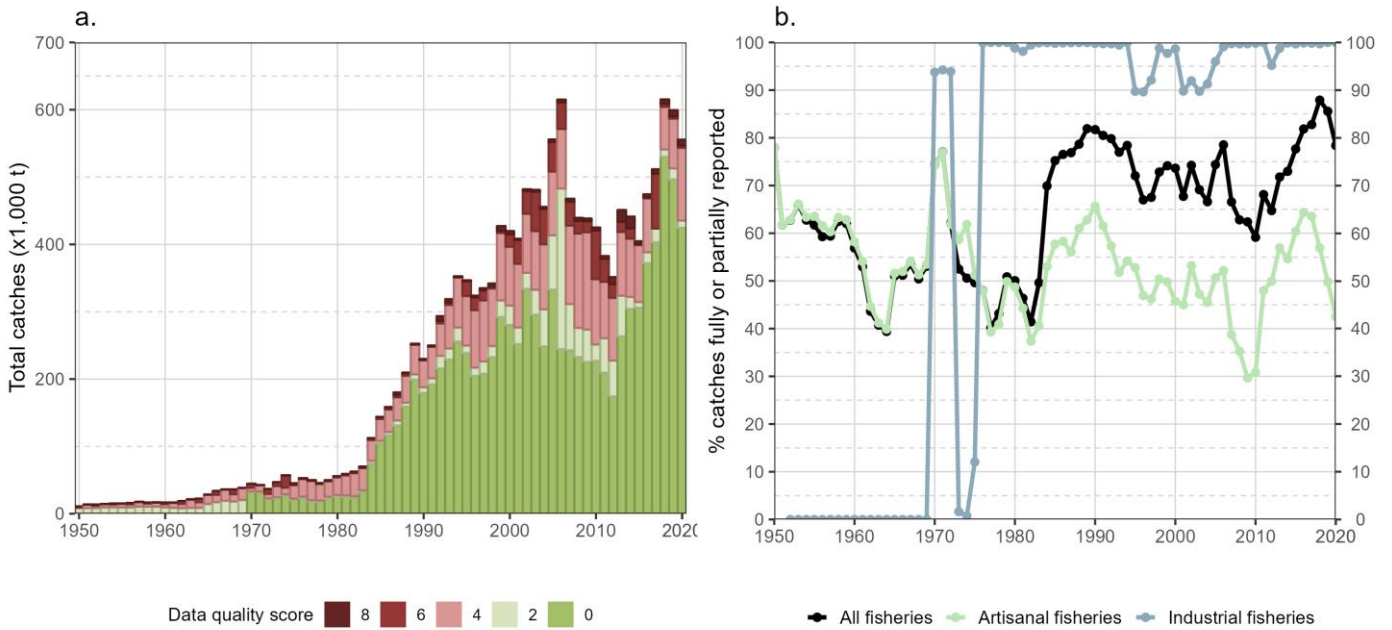 a.
Total catches (x1,000 t)
700
600
400
200
0
1950 1960 1970 1980 1990 2000 2010 2020
Data quality score 8 6 4 2 0
b.
% catches fully or partially reported
100 100
90 90
80 80
70 70
60 60
50 50
40 40
30 30
20 20
10 10
0 0
1950 1960 1970 1980 1990 2000 2010 2020
All fisheries Artisanal fisheries Industrial fisheries